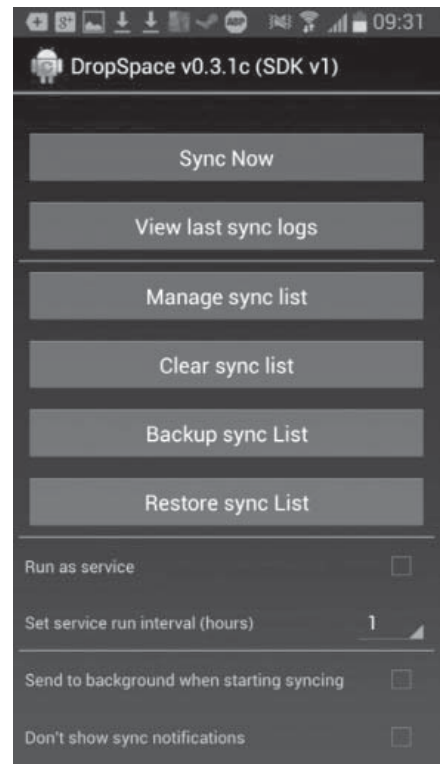 09:31
DropSpace v0.3.1c (SDK v1)
Sync Now
View last sync logs
Manage sync list
Clear sync list
Backup sync List
Restore sync List
Run as service
Set service run interval (hours) 1
Send to background when starting syncing
Don't show sync notifications